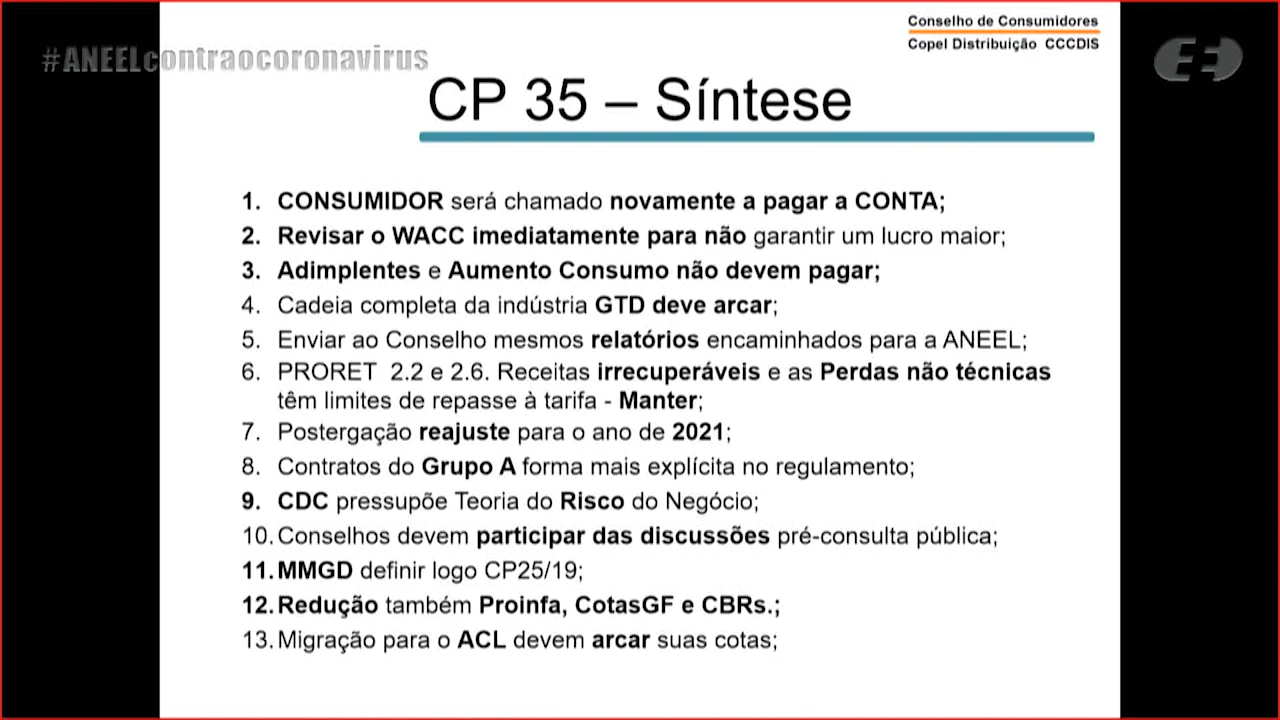 Conselho de Consumidores
Copel Distribuição CCCDIS
#ANEELcontraocoronavirus
CP 35 – Síntese
1. CONSUMIDOR será chamado novamente a pagar a CONTA;
2. Revisar o WACC imediatamente para não garantir um lucro maior;
3. Adimplentes e Aumento Consumo não devem pagar;
4. Cadeia completa da indústria GTD deve arcar;
5. Enviar ao Conselho mesmos relatórios encaminhados para a ANEEL;
6. PRORET 2.2 e 2.6. Receitas irrecuperáveis e as Perdas não técnicas
têm limites de repasse à tarifa - Manter;
7. Postergação reajuste para o ano de 2021;
8. Contratos do Grupo A forma mais explícita no regulamento;
9. CDC pressupõe Teoria do Risco do Negócio;
10. Conselhos devem participar das discussões pré-consulta pública;
11. MMGD definir logo CP25/19;
12. Redução também Proinfa, CotasGF e CBRs.;
13. Migração para o ACL devem arcar suas cotas;